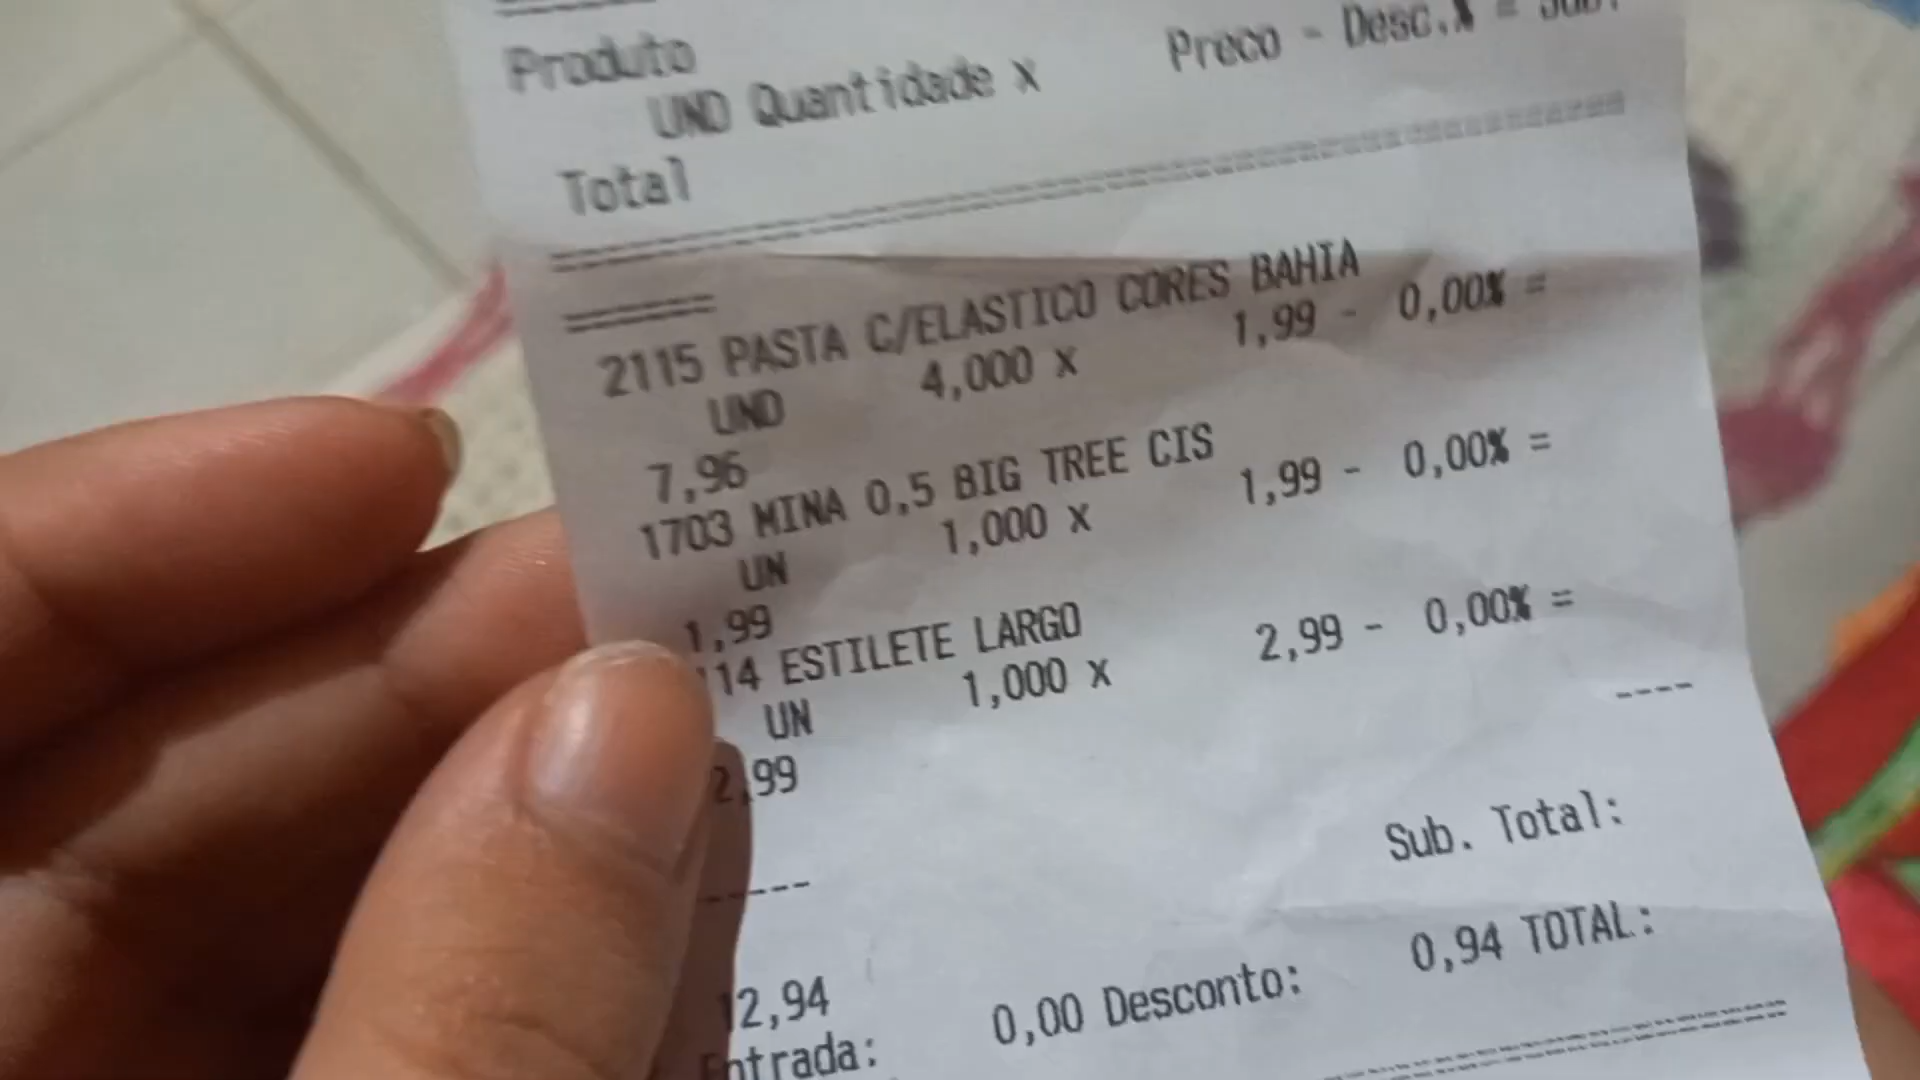 Produto
UND Quantidade x Preco - Desc.% = Sub.
Total
==========================================
=====
2115 PASTA C/ELASTICO CORES BAHIA
UND 4,000 x 1,99 - 0,00% =
7,96
1703 MINA 0,5 BIG TREE CIS
UN 1,000 x 1,99 - 0,00% =
1,99
14 ESTILETE LARGO
UN 1,000 x 2,99 - 0,00% =
2,99
----
-----
Sub. Total:
12,94
Entrada: 0,00 Desconto: 0,94 TOTAL: